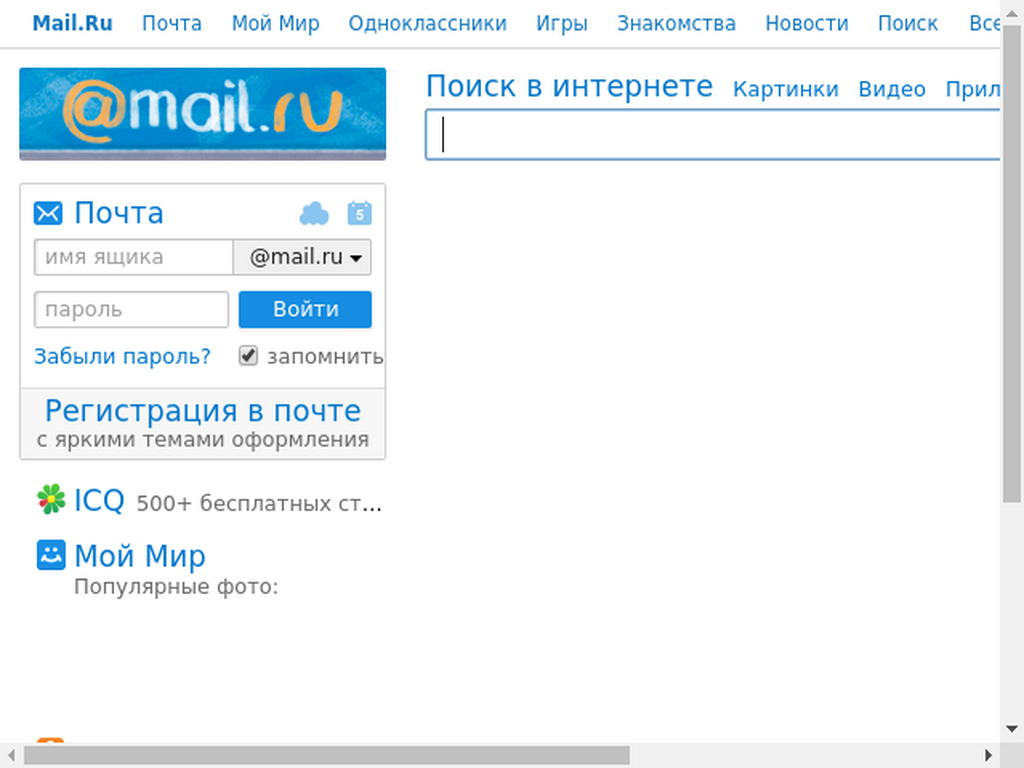 Mail.Ru Почта Мой Мир Одноклассники Игры Знакомства Новости Поиск Все
@mail.ru
Поиск в интернете Картинки Видео Прил
Почта 5
имя ящика @mail.ru
пароль Войти
Забыли пароль? запомнить
Регистрация в почте
с яркими темами оформления
ICQ 500+ бесплатных ст...
Мой Мир
Популярные фото: